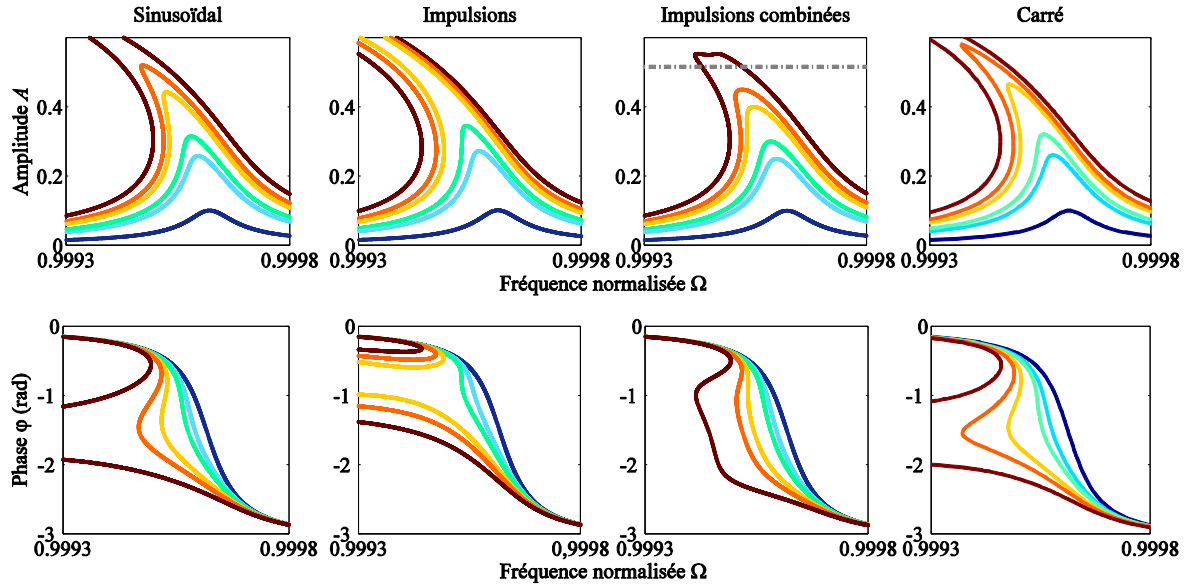 Sinusoïdal Impulsions Impulsions combinées Carré
Amplitude A
0.4 0.4 0.4 0.4
0.2 0.2 0.2 0.2
0 0 0 0
0.9993 0.9998 0.9993 0.9998 0.9993 0.9998 0.9993 0.9998
Fréquence normalisée Ω
Phase φ (rad)
0 0 0 0
-1 -1 -1 -1
-2 -2 -2 -2
-3 -3 -3 -3
0.9993 0.9998 0.9993 0,9998 0.9993 0.9998 0.9993 0.9998
Fréquence normalisée Ω